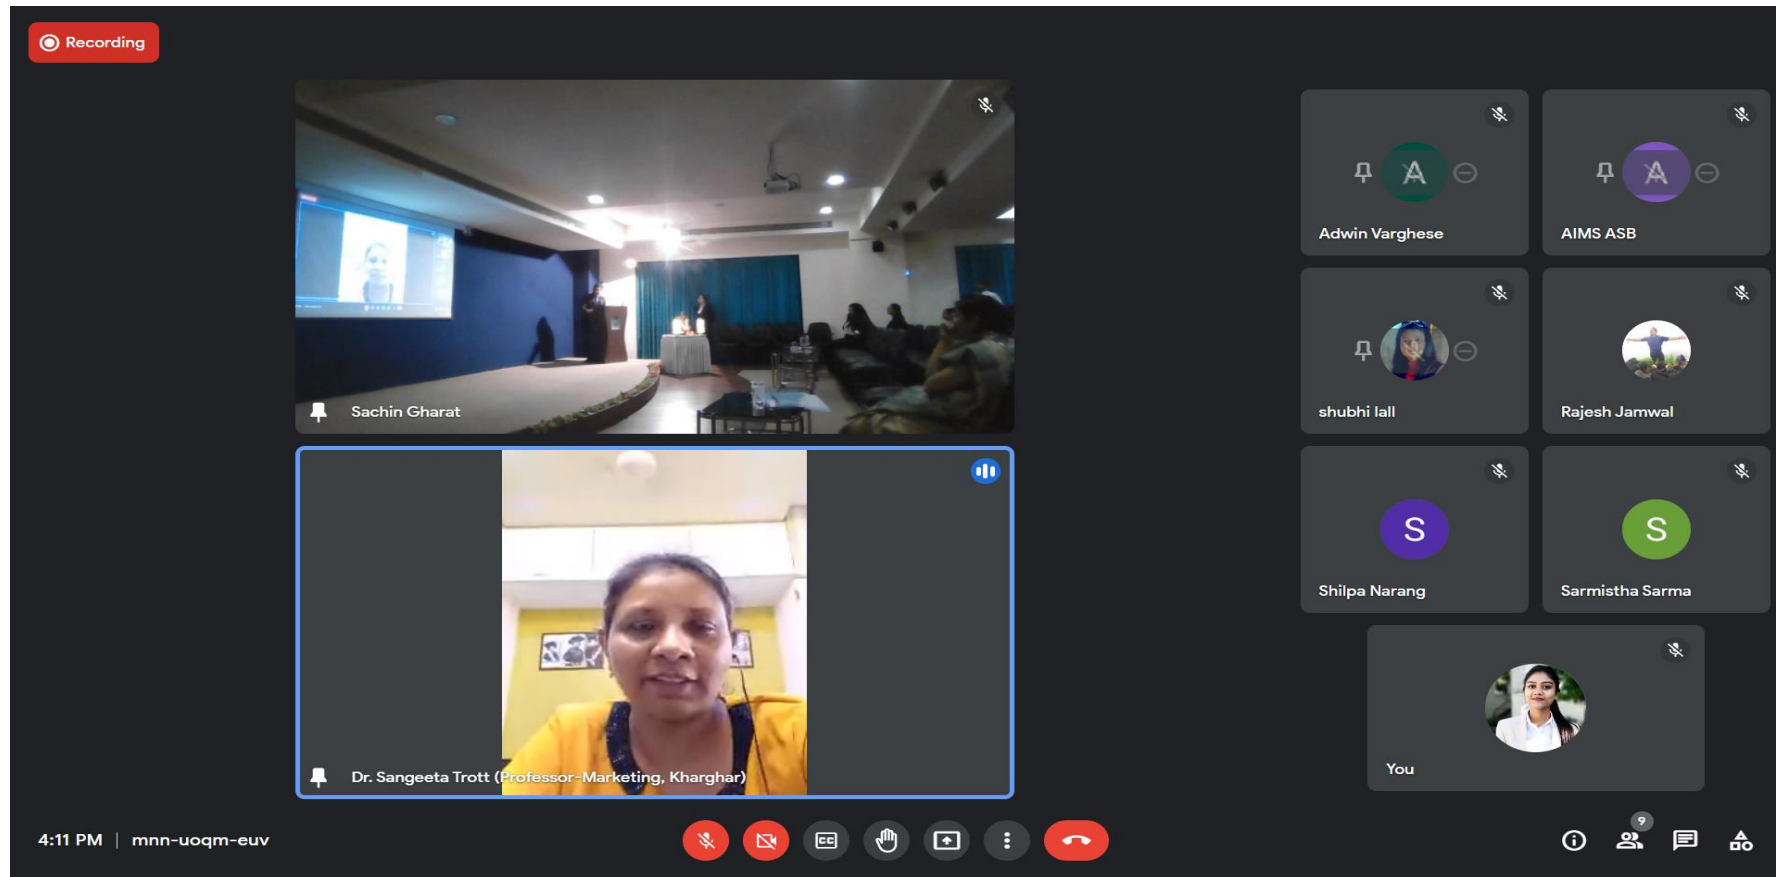 Recording
Sachin Gharat
Dr. Sangeeta Trott (Professor-Marketing, Kharghar)
A
Adwin Varghese
A
AIMS ASB
shubhi lall
Rajesh Jamwal
S
Shilpa Narang
S
Sarmistha Sarma
You
4:11 PM | mnn-uoqm-euv
CC
9